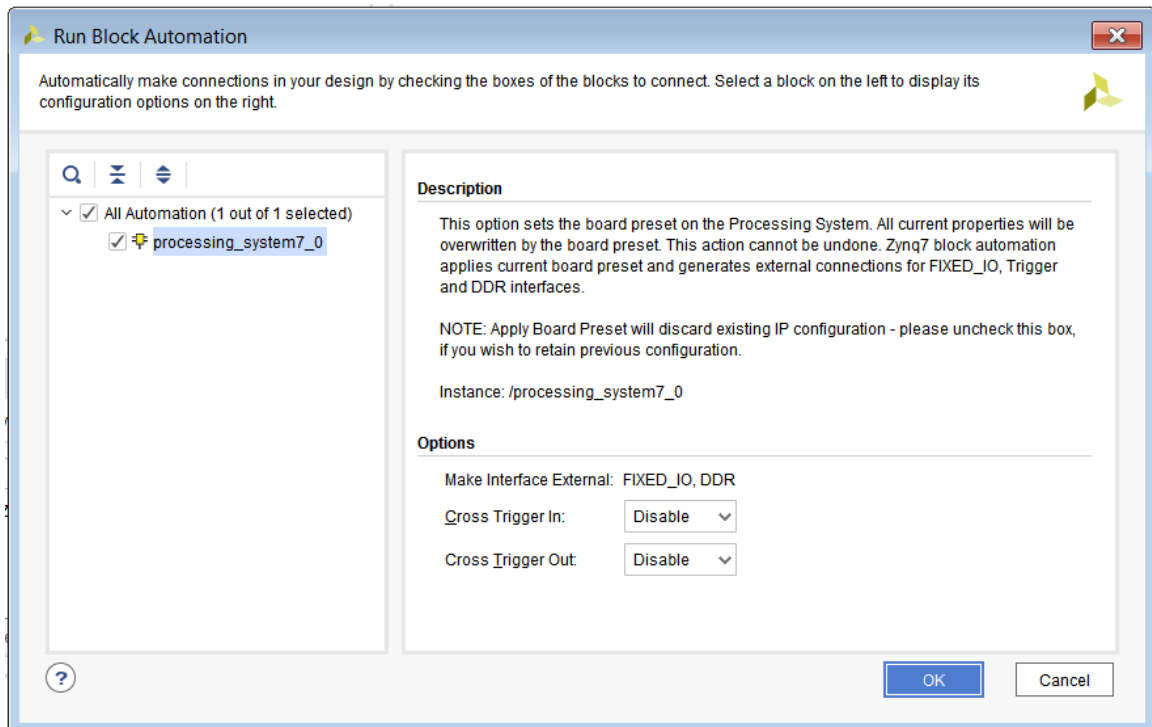 Run Block Automation
Automatically make connections in your design by checking the boxes of the blocks to connect. Select a block on the left to display its
configuration options on the right.
All Automation (1 out of 1 selected)
processing_system7_0
Description
This option sets the board preset on the Processing System. All current properties will be
overwritten by the board preset. This action cannot be undone. Zynq7 block automation
applies current board preset and generates external connections for FIXED_IO, Trigger
and DDR interfaces.
NOTE: Apply Board Preset will discard existing IP configuration - please uncheck this box,
if you wish to retain previous configuration.
Instance: /processing_system7_0
Options
Make Interface External: FIXED_IO, DDR
Cross Trigger In: Disable
Cross Trigger Out: Disable
?
OK Cancel